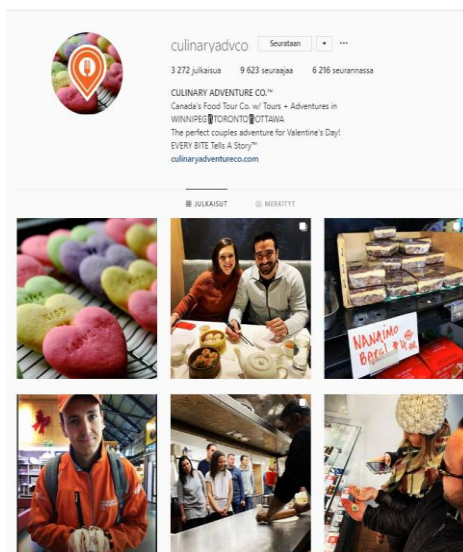 culinaryadvco Seurataan
3 272 julkaisua 9 623 seuraajaa 6 216 seurannassa
CULINARY ADVENTURE CO.™
Canada's Food Tour Co. w/ Tours + Adventures in
WINNIPEG TORONTO OTTAWA
The perfect couples adventure for Valentine's Day!
EVERY BITE Tells A Story™
culinaryadventureco.com
JULKAISUT MERKITYT
KISS
NANAIMO
BARS!